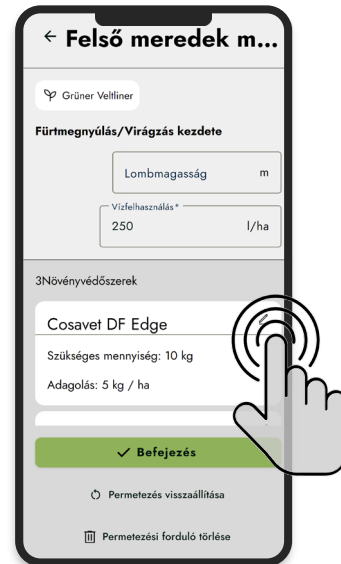 ← Felső meredek m...
Grüner Veltliner
Fürtmegnyúlás/Virágzás kezdete
Lombmagasság m
Vízfelhasználás*
250 l/ha
3Növényvédőszerek
Cosavet DF Edge
Szükséges mennyiség: 10 kg
Adagolás: 5 kg / ha
Befejezés
Permetezés visszaállítása
Permetezési forduló törlése